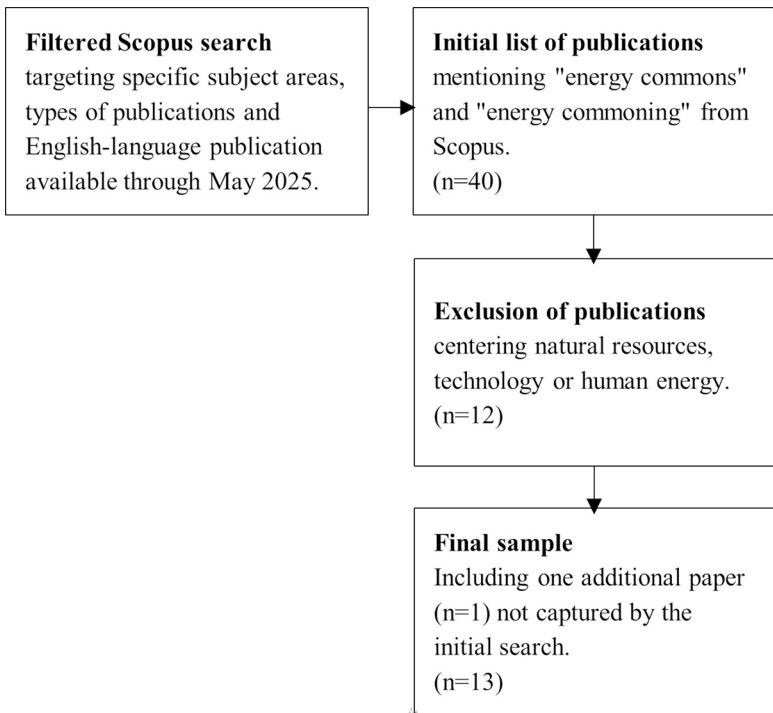 Filtered Scopus search
targeting specific subject areas,
types of publications and
English-language publication
available through May 2025.
Initial list of publications
mentioning "energy commons"
and "energy commoning" from
Scopus.
(n=40)
Exclusion of publications
centering natural resources,
technology or human energy.
(n=12)
Final sample
Including one additional paper
(n=1) not captured by the
initial search.
(n=13)